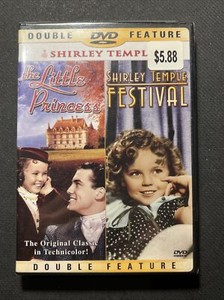 DOUBLE DVD FEATURE
SHIRLEY TEMPL
$5.88
The Little
Princess
SHIRLEY TEMPLE
FESTIVAL
The Original Classic
in Technicolor!
DVD
DOUBLE FEATURE